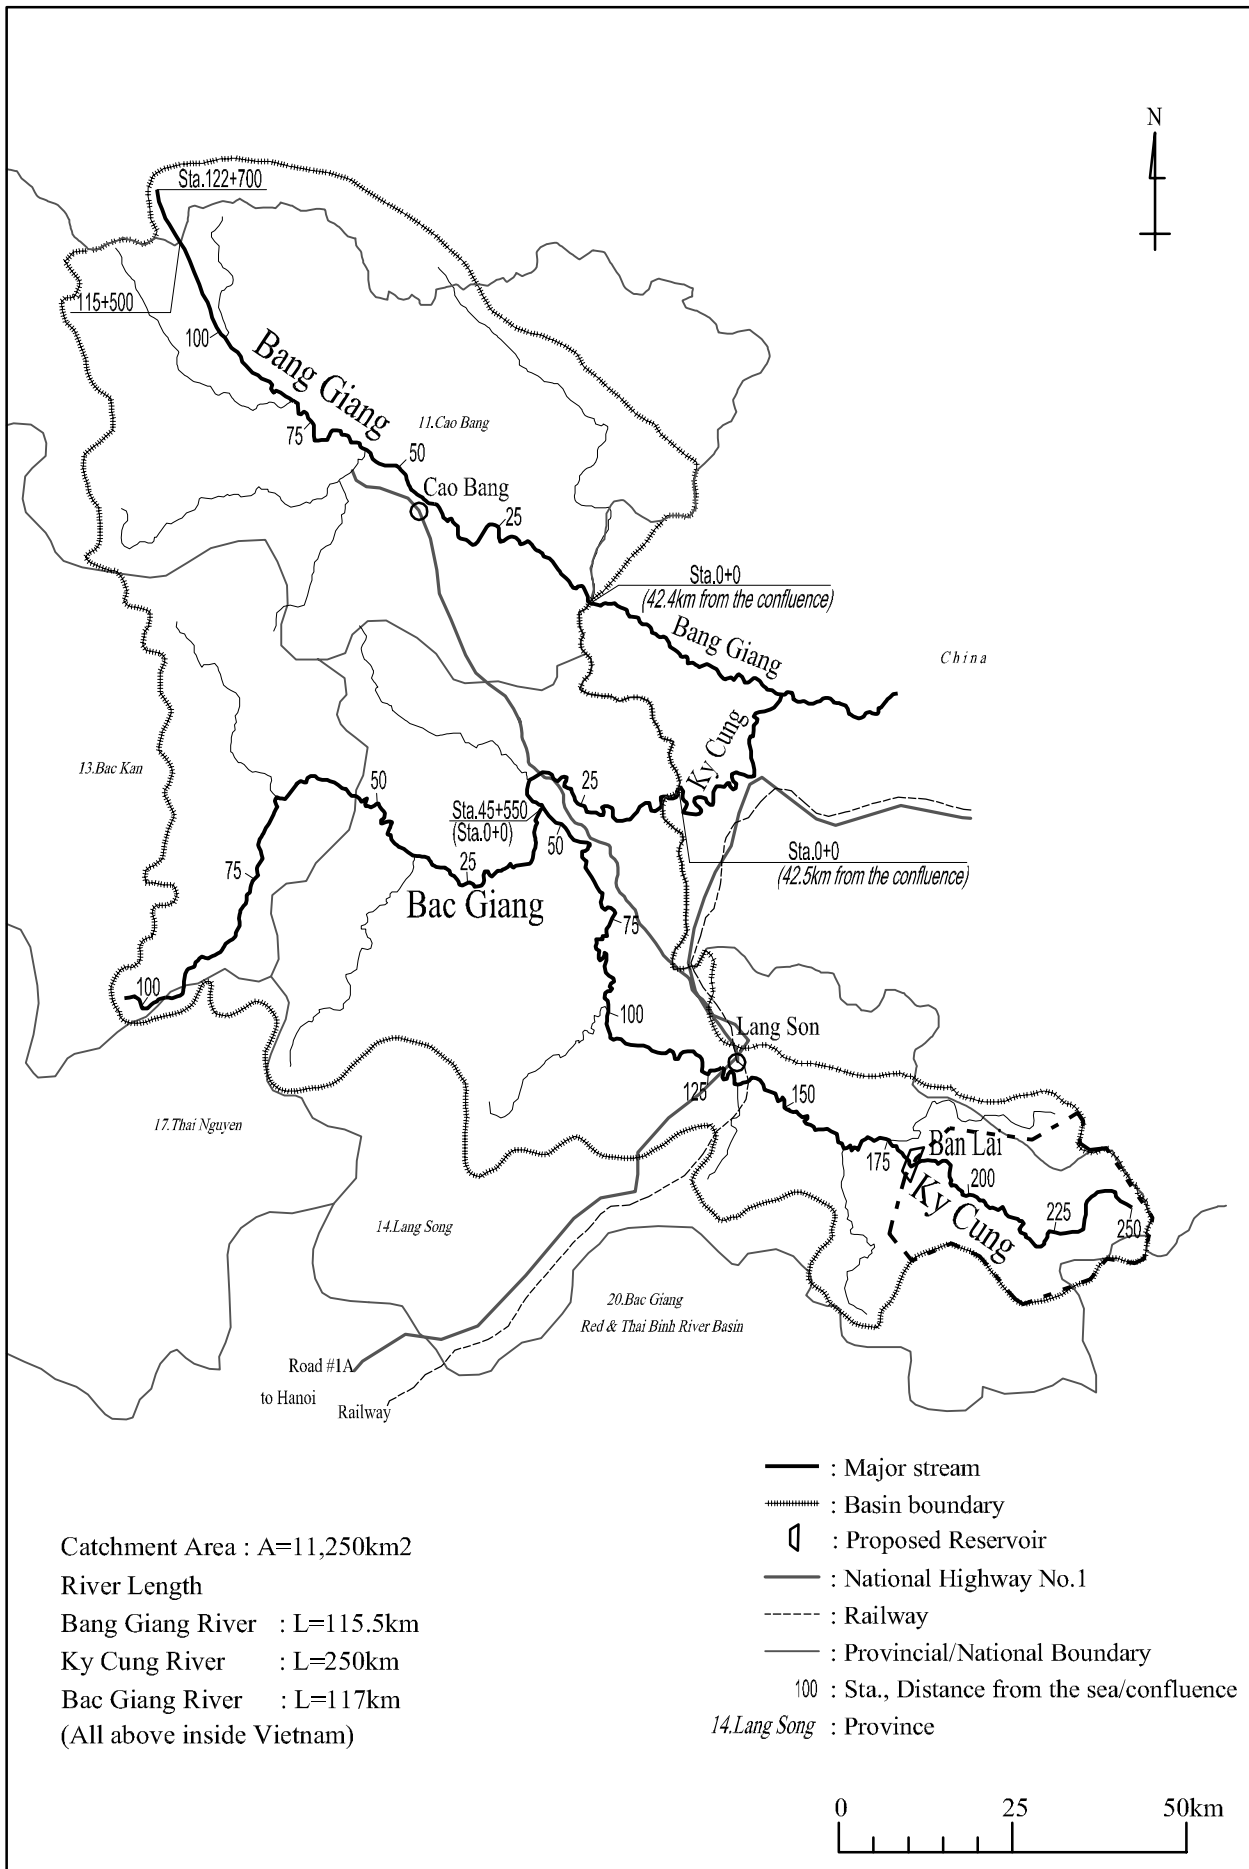 N
Sta.122+700
115+500
100
Bang Giang
75
11.Cao Bang
50
Cao Bang
25
Sta.0+0
(42.4km from the confluence)
Bang Giang
China
Ky Cung
13.Bac Kan
50
25
Sta.45+550
(Sta.0+0)
50
Sta.0+0
(42.5km from the confluence)
75
25
Bac Giang
75
100
100
Lang Son
125
150
17.Thai Nguyen
175
Ban Lai
200
Ky Cung
225
250
14.Lang Song
20.Bac Giang
Red & Thai Binh River Basin
Road #1A
to Hanoi
Railway
: Major stream
: Basin boundary
: Proposed Reservoir
: National Highway No.1
: Railway
: Provincial/National Boundary
100 : Sta., Distance from the sea/confluence
14.Lang Song : Province
Catchment Area : A=11,250km2
River Length
Bang Giang River : L=115.5km
Ky Cung River : L=250km
Bac Giang River : L=117km
(All above inside Vietnam)
0 25 50km